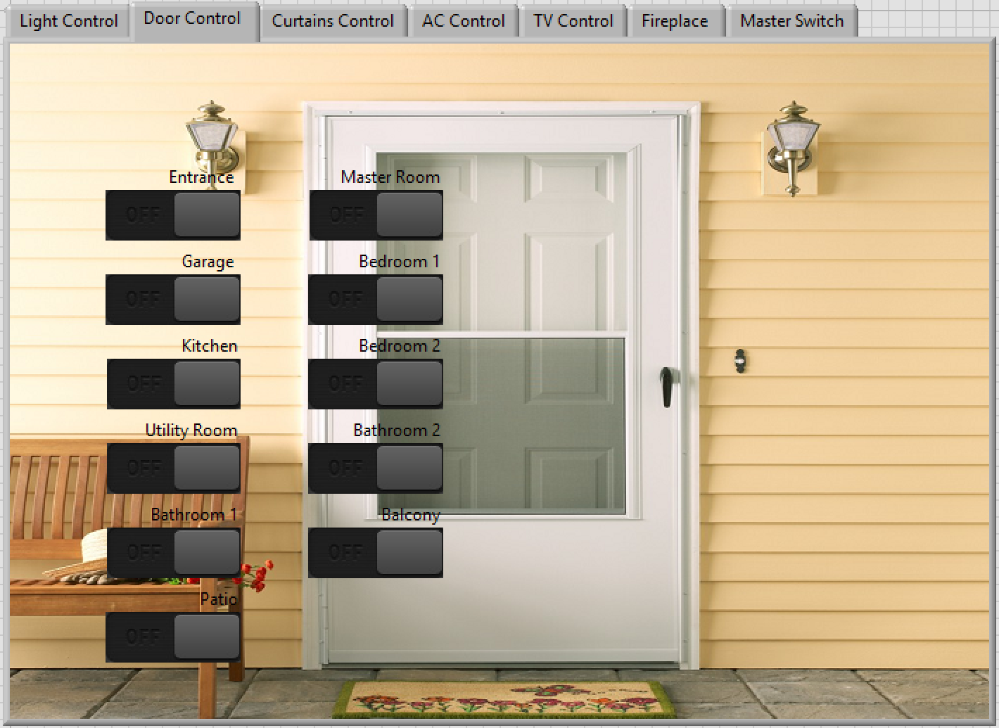 Light Control
Door Control
Curtains Control
AC Control
TV Control
Fireplace
Master Switch
Entrance
OFF
Garage
OFF
Kitchen
OFF
Utility Room
OFF
Bathroom 1
OFF
Patio
OFF
Master Room
OFF
Bedroom 1
OFF
Bedroom 2
OFF
Bathroom 2
OFF
Balcony
OFF